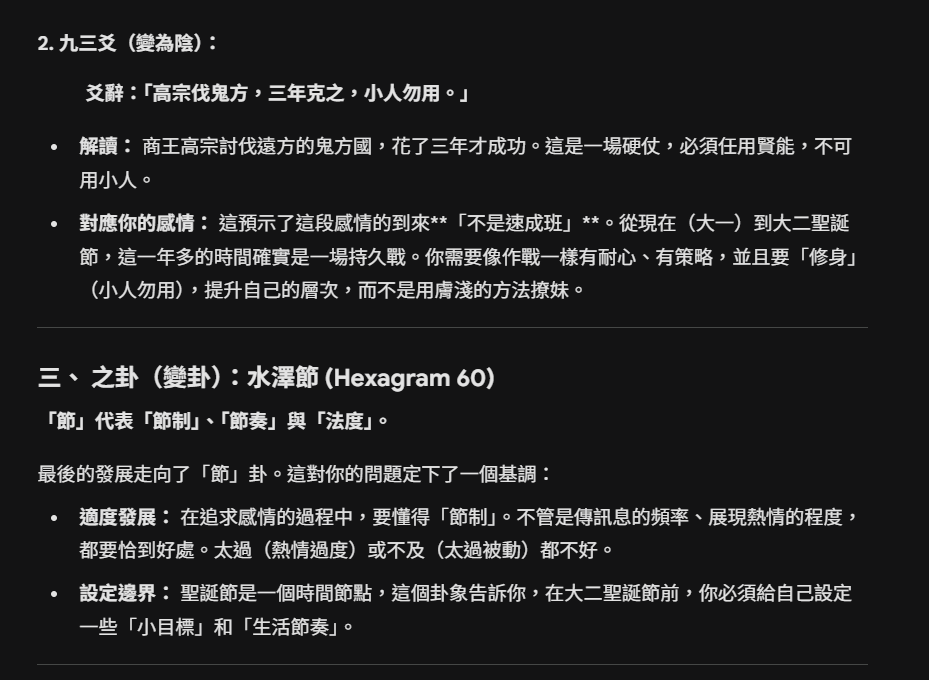 2. 九三爻（變為陰）：
爻辭：「高宗伐鬼方，三年克之，小人勿用。」
• 解讀： 商王高宗討伐遠方的鬼方國，花了三年才成功。這是一場硬仗，必須任用賢能，不可
用小人。
• 對應你的感情： 這預示了這段感情的到來**「不是速成班」**。從現在（大一）到大二聖誕
節，這一年多的時間確實是一場持久戰。你需要像作戰一樣有耐心、有策略，並且要「修身」
（小人勿用），提升自己的層次，而不是用膚淺的方法撩妹。
三、 之卦（變卦）：水澤節 (Hexagram 60)
「節」代表「節制」、「節奏」與「法度」。
最後的發展走向了「節」卦。這對你的問題定下了一個基調：
• 適度發展： 在追求感情的過程中，要懂得「節制」。不管是傳訊息的頻率、展現熱情的程度，
都要恰到好處。太過（熱情過度）或不及（太過被動）都不好。
• 設定邊界： 聖誕節是一個時間節點，這個卦象告訴你，在大二聖誕節前，你必須給自己設定
一些「小目標」和「生活節奏」。